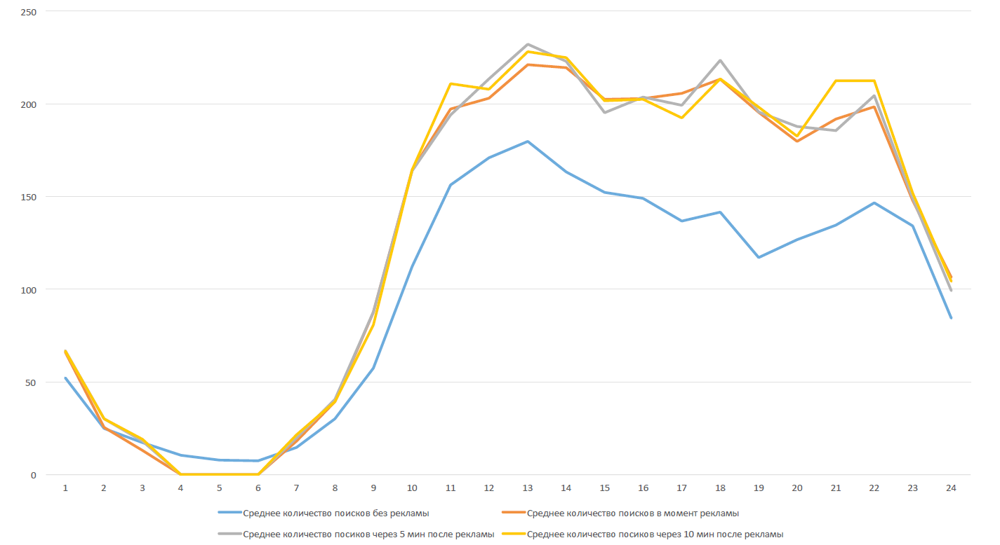 250
200
150
100
50
0
1 2 3 4 5 6 7 8 9 10 11 12 13 14 15 16 17 18 19 20 21 22 23 24
Среднее количество поисков без рекламы Среднее количество поисков в момент рекламы
Среднее количество посиков через 5 мин после рекламы Среднее количество посиков через 10 мин после рекламы